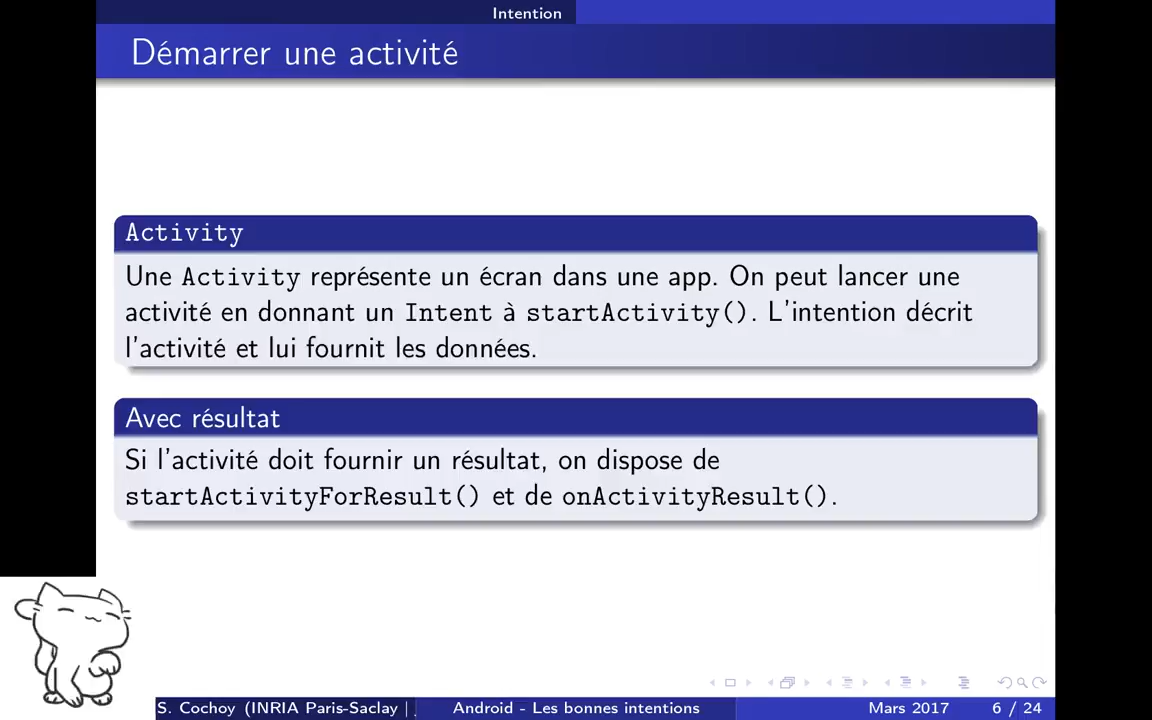 Intention
Démarrer une activité
Activity
Une Activity représente un écran dans une app. On peut lancer une
activité en donnant un Intent à startActivity(). L'intention décrit
l'activité et lui fournit les données.
Avec résultat
Si l'activité doit fournir un résultat, on dispose de
startActivityForResult() et de onActivityResult().
S. Cochoy (INRIA Paris-Saclay | Android - Les bonnes intentions Mars 2017 6 / 24